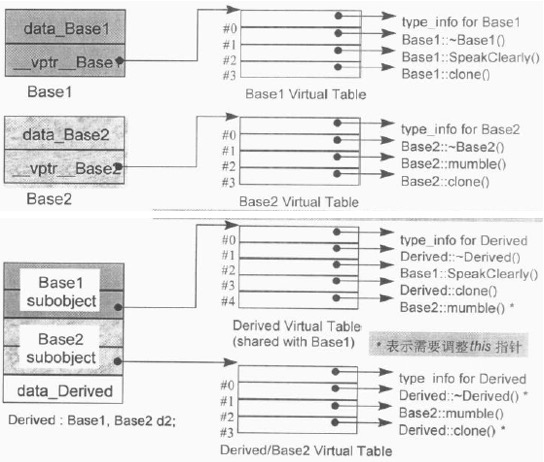 data_Base1
__vptr__Base1
Base1
#0
#1
#2
#3
type_info for Base1
Base1::~Base1()
Base1::SpeakClearly()
Base1::clone()
Base1 Virtual Table
data_Base2
__vptr__Base2
Base2
#0
#1
#2
#3
type_info for Base2
Base2::~Base2()
Base2::mumble()
Base2::clone()
Base2 Virtual Table
Base1
subobject
Base2
subobject
data_Derived
Derived : Base1, Base2 d2;
#0
#1
#2
#3
#4
type_info for Derived
Derived::~Derived()
Base1::SpeakClearly()
Derived::clone()
Base2::mumble() *
Derived Virtual Table
(shared with Base1)
* 表示需要调整this 指针
#0
#1
#2
#3
type_info for Derived
Derived::~Derived() *
Base2::mumble()
Derived::clone() *
Derived/Base2 Virtual Table